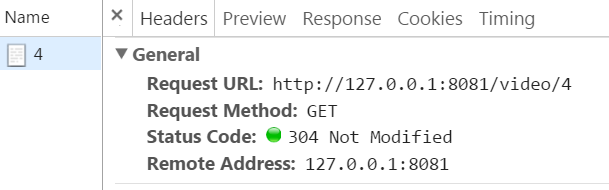 Name × Headers Preview Response Cookies Timing
4
▼ General
Request URL: http://127.0.0.1:8081/video/4
Request Method: GET
Status Code: 304 Not Modified
Remote Address: 127.0.0.1:8081